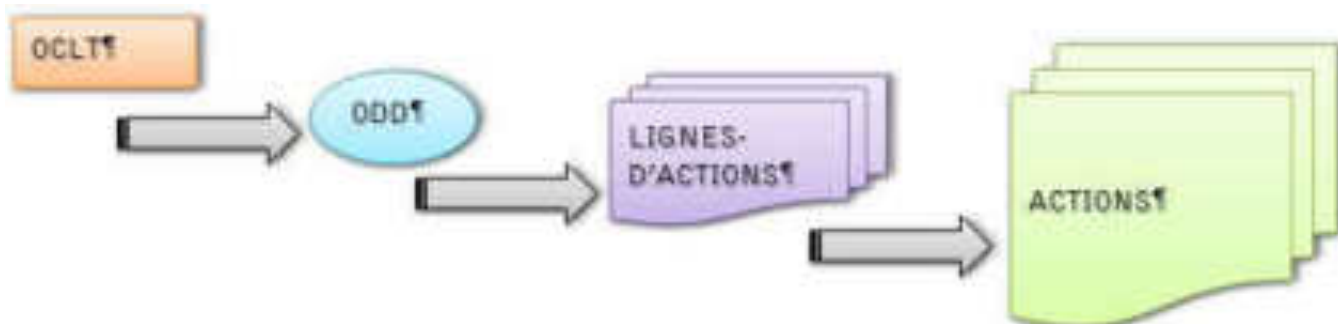 OCLT¶
ODD¶
LIGNES-
D'ACTIONS¶
ACTIONS¶